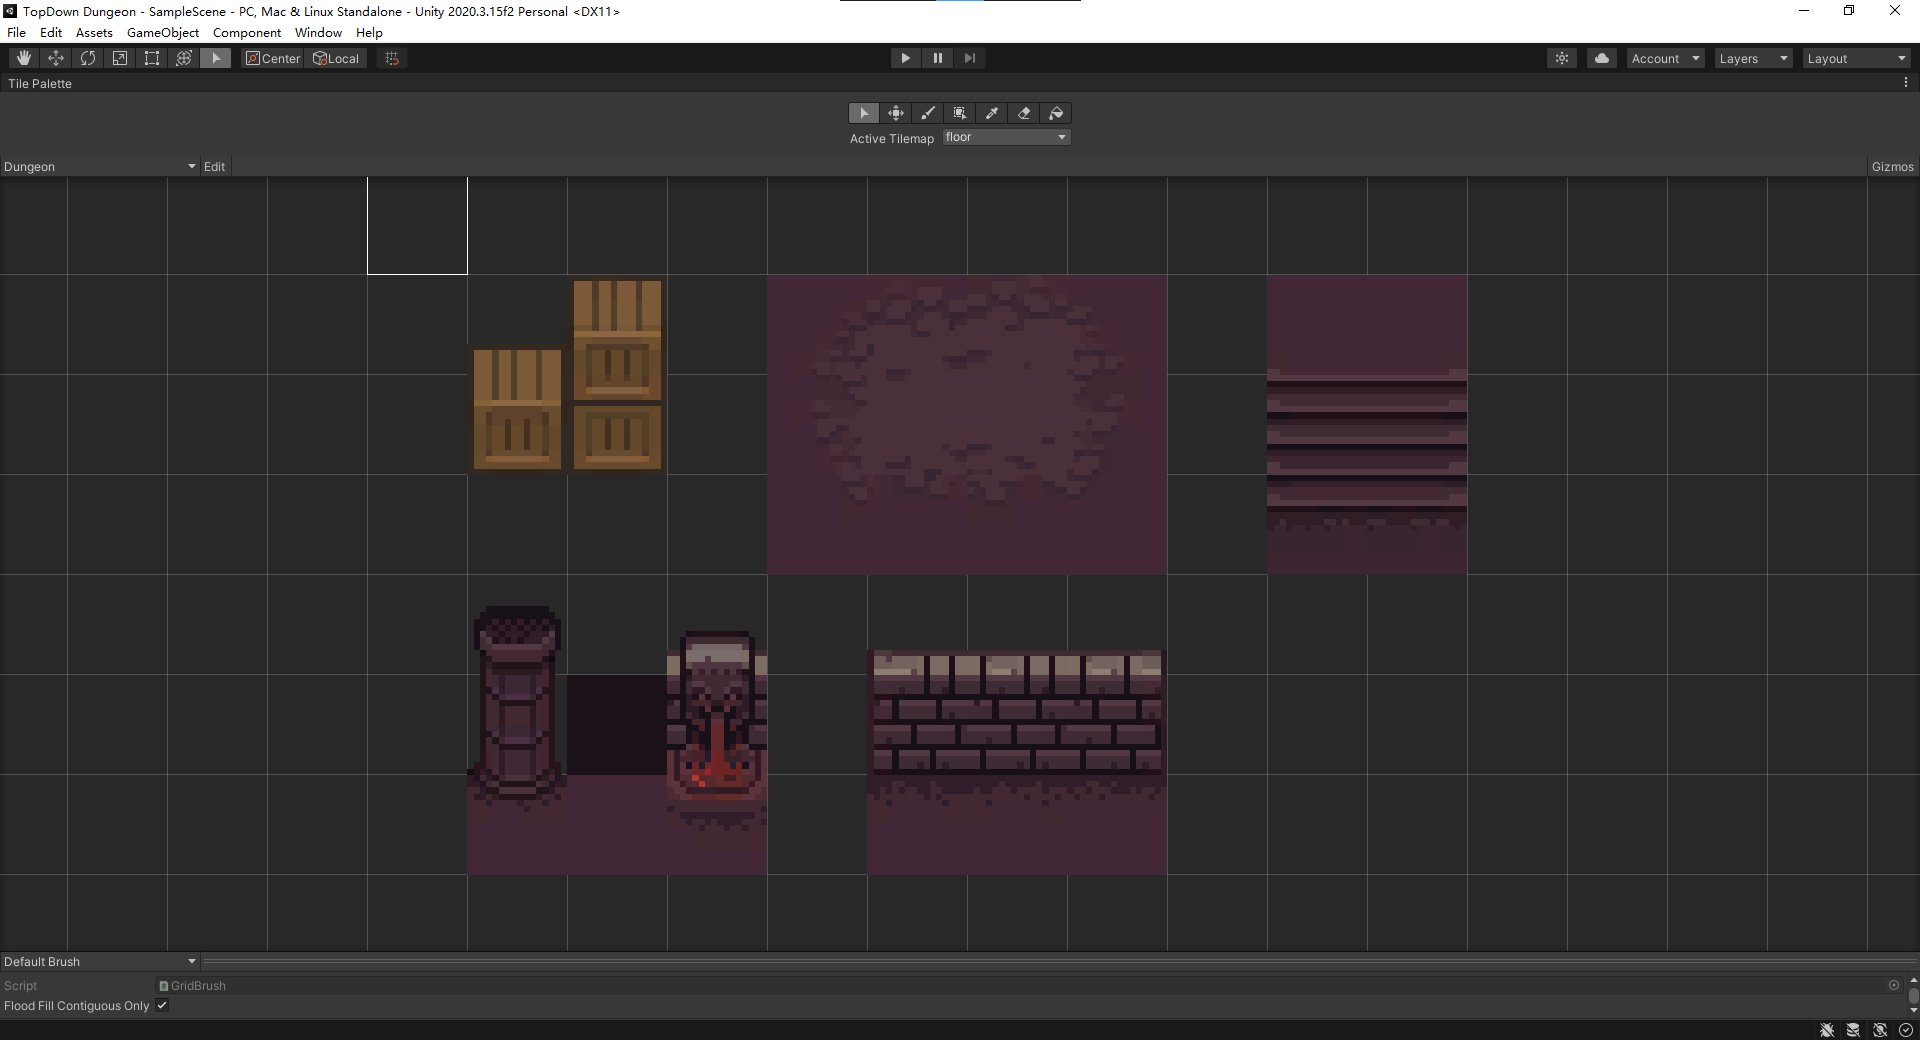 TopDown Dungeon - SampleScene - PC, Mac & Linux Standalone - Unity 2020.3.15f2 Personal <DX11>
File Edit Assets GameObject Component Window Help
Center Local Account Layers Layout
Tile Palette
Active Tilemap floor
Dungeon Edit Gizmos
Default Brush
Script GridBrush
Flood Fill Contiguous Only